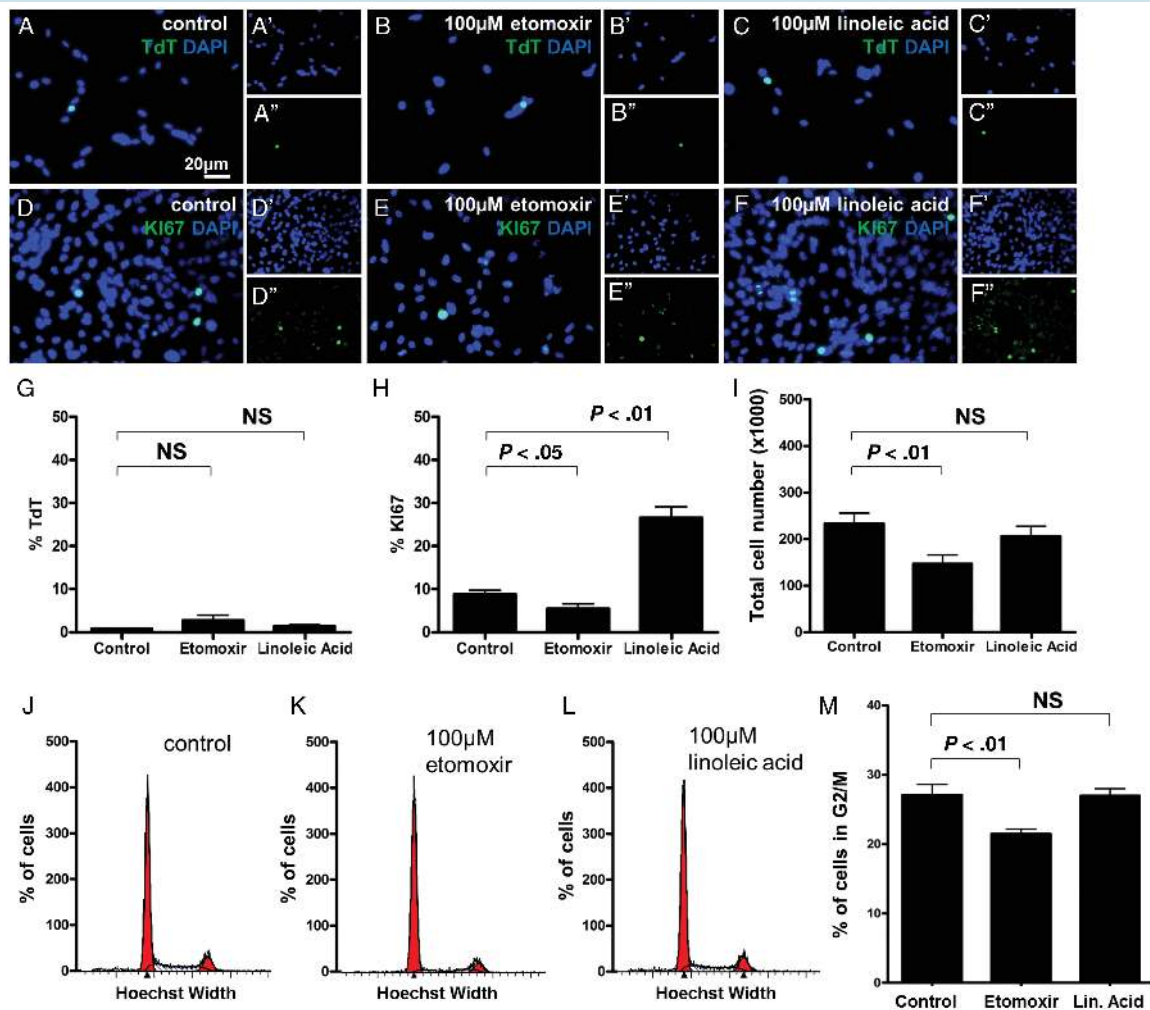 A control
TdT DAPI
20µm
A’
A”
B 100µM etomoxir
TdT DAPI
B’
B”
C 100µM linoleic acid
TdT DAPI
C’
C”
D control
KI67 DAPI
D’
D”
E 100µM etomoxir
KI67 DAPI
E’
E”
F 100µM linoleic acid
KI67 DAPI
F’
F”
G
NS
NS
% TdT
50
40
30
20
10
0
Control Etomoxir Linoleic Acid
H
P < .01
P < .05
% KI67
50
40
30
20
10
0
Control Etomoxir Linoleic Acid
I
NS
P < .01
Total cell number (x1000)
500
400
300
200
100
0
Control Etomoxir Linoleic Acid
J
control
% of cells
500
400
300
200
100
0
Hoechst Width
K
100µM
etomoxir
% of cells
500
400
300
200
100
0
Hoechst Width
L
100µM
linoleic acid
% of cells
500
400
300
200
100
0
Hoechst Width
M
NS
P < .01
% of cells in G2/M
40
30
20
10
0
Control Etomoxir Lin. Acid